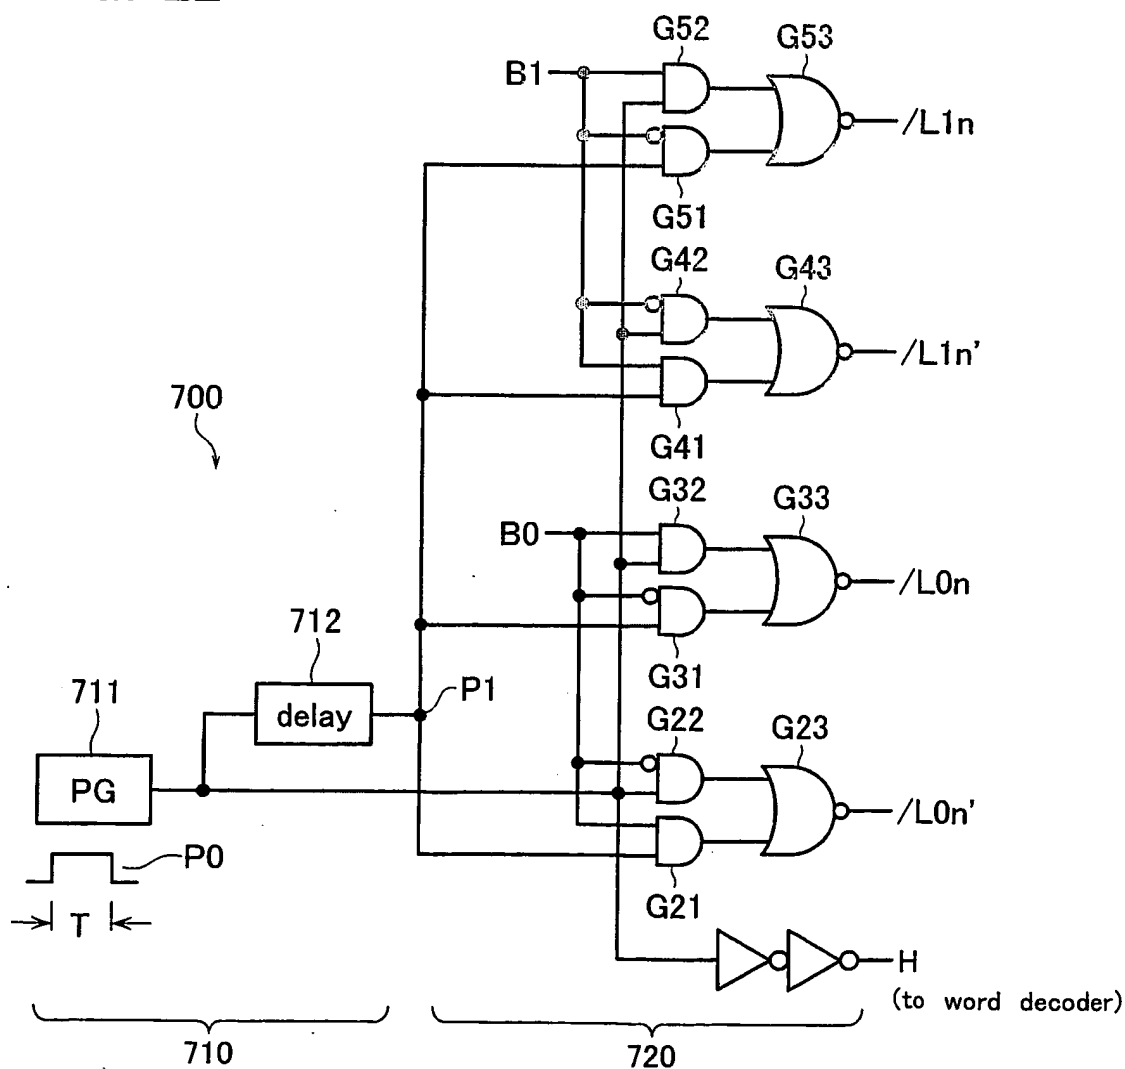 G52
G53
B1
/L1n
G51
G42
G43
/L1n'
700
G41
G32
G33
B0
/L0n
712
G31
711
delay
P1
G22
G23
PG
/L0n'
P0
T
G21
H
(to word decoder)
710
720